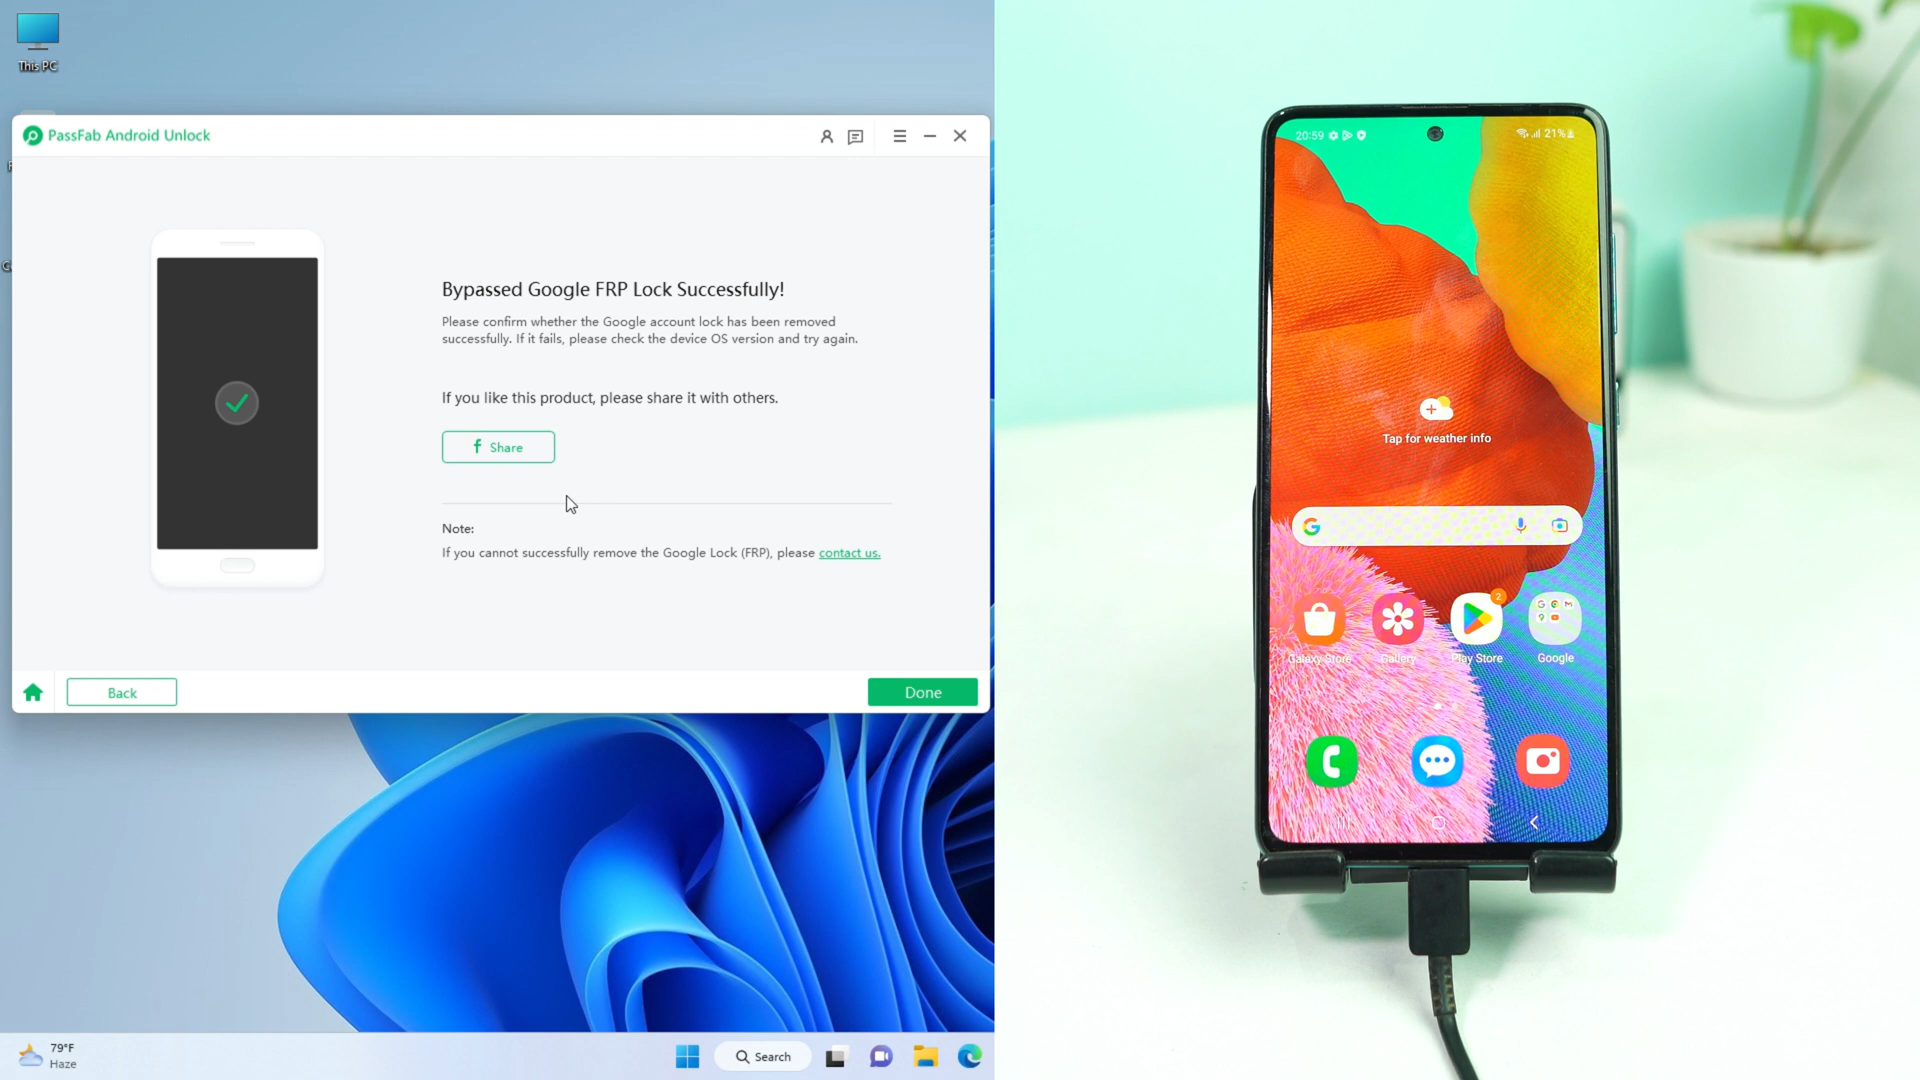 This PC
PassFab Android Unlock
Bypassed Google FRP Lock Successfully!
Please confirm whether the Google account lock has been removed
successfully. If it fails, please check the device OS version and try again.
If you like this product, please share it with others.
f Share
Note:
If you cannot successfully remove the Google Lock (FRP), please contact us.
Back
Done
79°F
Haze
Search
20:59
21%
Tap for weather info
G
2
Galaxy Store
Gallery
Play Store
Google